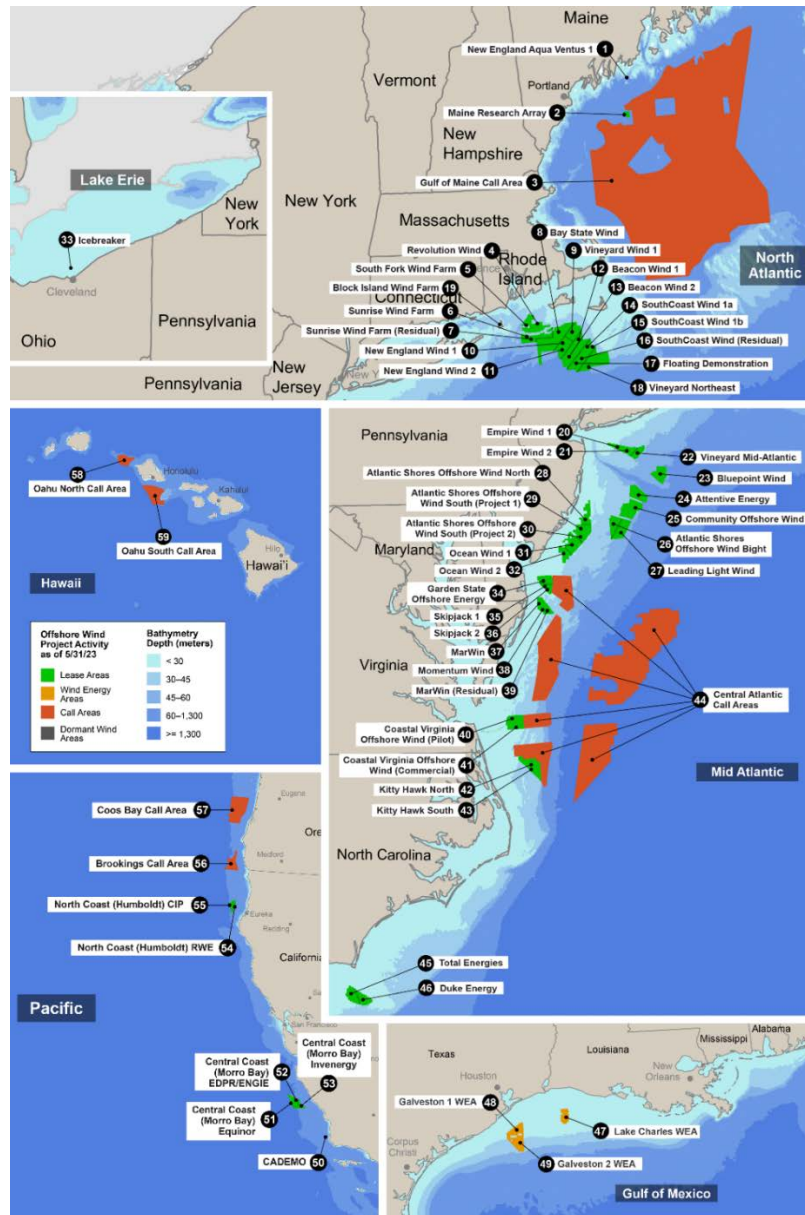 Maine
New England Aqua Ventus 1
1
Vermont
Portland
Maine Research Array
2
New
Hampshire
Gulf of Maine Call Area
3
New York
Massachusetts
8
Bay State Wind
9
Vineyard Wind 1
Revolution Wind
4
12
Beacon Wind 1
South Fork Wind Farm
5
Rhode
Island
13
Beacon Wind 2
Block Island Wind Farm
19
Connecticut
14
SouthCoast Wind 1a
Sunrise Wind Farm
6
15
SouthCoast Wind 1b
Sunrise Wind Farm (Residual)
7
16
SouthCoast Wind (Residual)
New England Wind 1
10
17
Floating Demonstration
New England Wind 2
11
18
Vineyard Northeast
North
Atlantic
Pennsylvania
New
Jersey
Lake Erie
New
York
33
Icebreaker
Cleveland
Pennsylvania
Ohio
58
Oahu North Call Area
Honolulu
Kahului
59
Oahu South Call Area
Hilo
Hawai'i
Hawaii
Offshore Wind
Project Activity
as of 5/31/23
Lease Areas
Wind Energy
Areas
Call Areas
Dormant Wind
Areas
Bathymetry
Depth (meters)
< 30
30–45
45–60
60–1,300
>= 1,300
Pennsylvania
Empire Wind 1
20
Empire Wind 2
21
22
Vineyard Mid-Atlantic
Atlantic Shores Offshore Wind North
28
23
Bluepoint Wind
Atlantic Shores Offshore
Wind South (Project 1)
29
24
Attentive Energy
Atlantic Shores Offshore
Wind South (Project 2)
30
25
Community Offshore Wind
Maryland
Ocean Wind 1
31
26
Atlantic Shores
Offshore Wind Bight
Ocean Wind 2
32
27
Leading Light Wind
Garden State
Offshore Energy
34
Skipjack 1
35
Skipjack 2
36
Virginia
MarWin
37
Momentum Wind
38
MarWin (Residual)
39
44
Central Atlantic
Call Areas
Coastal Virginia
Offshore Wind (Pilot)
40
Coastal Virginia Offshore
Wind (Commercial)
41
Mid Atlantic
Kitty Hawk North
42
Kitty Hawk South
43
North Carolina
45
Total Energies
46
Duke Energy
Eugene
Coos Bay Call Area
57
Ore
Medford
Brookings Call Area
56
North Coast (Humboldt) CIP
55
Eureka
Redding
North Coast (Humboldt) RWE
54
California
Pacific
San Francisco
Central Coast
(Morro Bay)
EDPR/ENGIE
52
Central Coast
(Morro Bay)
Invenergy
53
Central Coast
(Morro Bay)
Equinor
51
CADEMO
50
Texas
Louisiana
Mississippi
Alabama
Houston
New
Orleans
Galveston 1 WEA
48
47
Lake Charles WEA
Corpus
Christi
49
Galveston 2 WEA
Gulf of Mexico